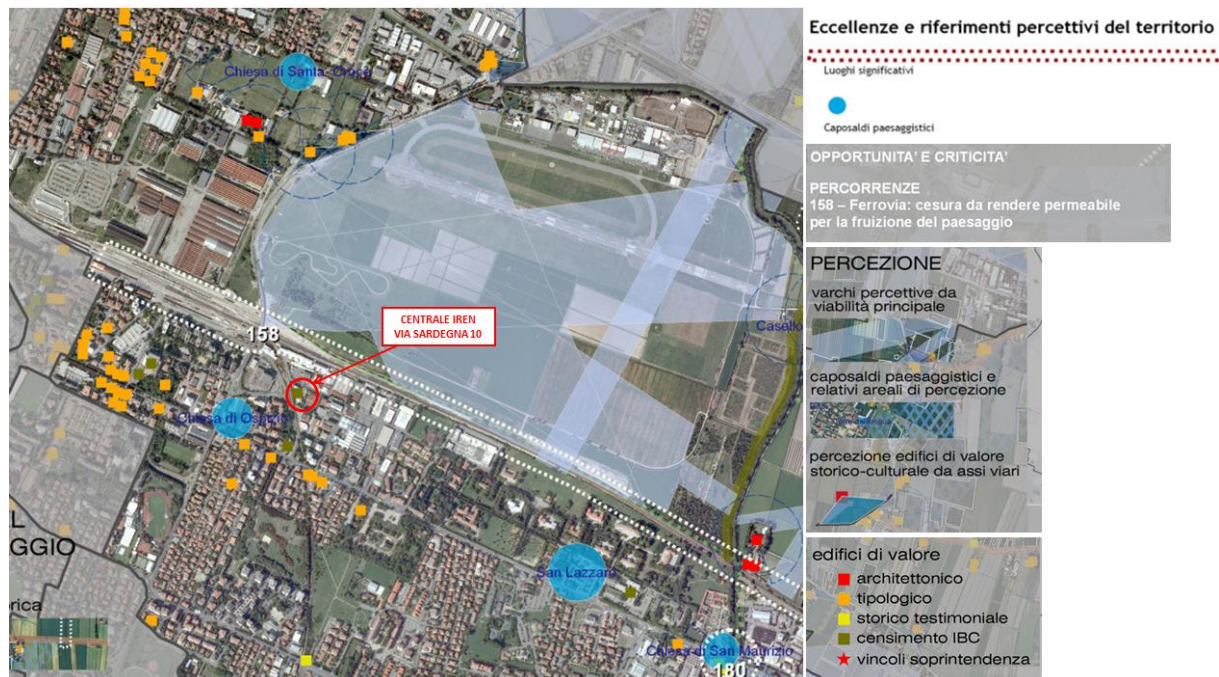 Chiesa di Santa Croce
CENTRALE IREN
VIA SARDEGNA 10
158
Casello
Chiesa di Ospizio
San Lazzaro
L
GGIO
orica
Chiesa di San Maurizio
180
Eccellenze e riferimenti percettivi del territorio
Luoghi significativi
Caposaldi paesaggistici
OPPORTUNITA' E CRITICITA'
PERCORRENZE
158 – Ferrovia: cesura da rendere permeabile
per la fruizione del paesaggio
PERCEZIONE
varchi percettive da
viabilità principale
caposaldi paesaggistici e
relativi areali di percezione
percezione edifici di valore
storico-culturale da assi viari
edifici di valore
architettonico
tipologico
storico testimoniale
censimento IBC
vincoli soprintendenza